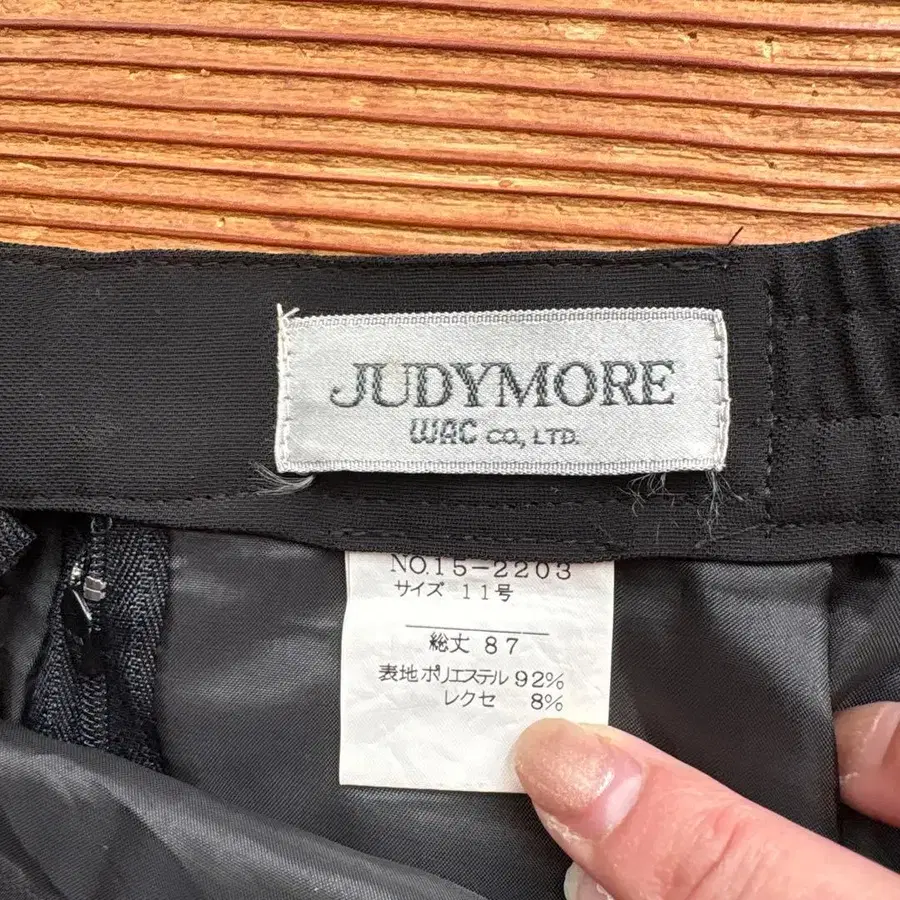 JUDYMORE
WAC CO., LTD.
NO.15-2203
サイズ 11号
総丈 87
表地 ポリエステル 92%
レクセ 8%